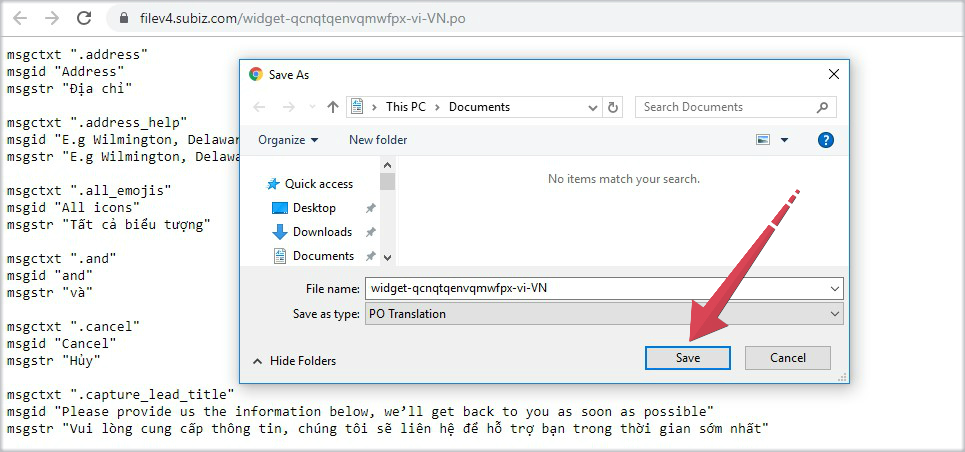 filev4.subiz.com/widget-qcnqtqenvqmwfpx-vi-VN.po
msgctxt ".address"
msgid "Address"
msgstr "Địa chỉ"
msgctxt ".address_help"
msgid "E.g Wilmington, Delawar
msgstr "E.g Wilmington, Delawa
msgctxt ".all_emojis"
msgid "All icons"
msgstr "Tất cả biểu tượng"
msgctxt ".and"
msgid "and"
msgstr "và"
msgctxt ".cancel"
msgid "Cancel"
msgstr "Hủy"
msgctxt ".capture_lead_title"
msgid "Please provide us the information below, we’ll get back to you as soon as possible"
msgstr "Vui lòng cung cấp thông tin, chúng tôi sẽ liên hệ để hỗ trợ bạn trong thời gian sớm nhất"
Save As
This PC > Documents
Search Documents
Organize
New folder
Quick access
Desktop
Downloads
Documents
No items match your search.
File name: widget-qcnqtqenvqmwfpx-vi-VN
Save as type: PO Translation
Hide Folders
Save
Cancel